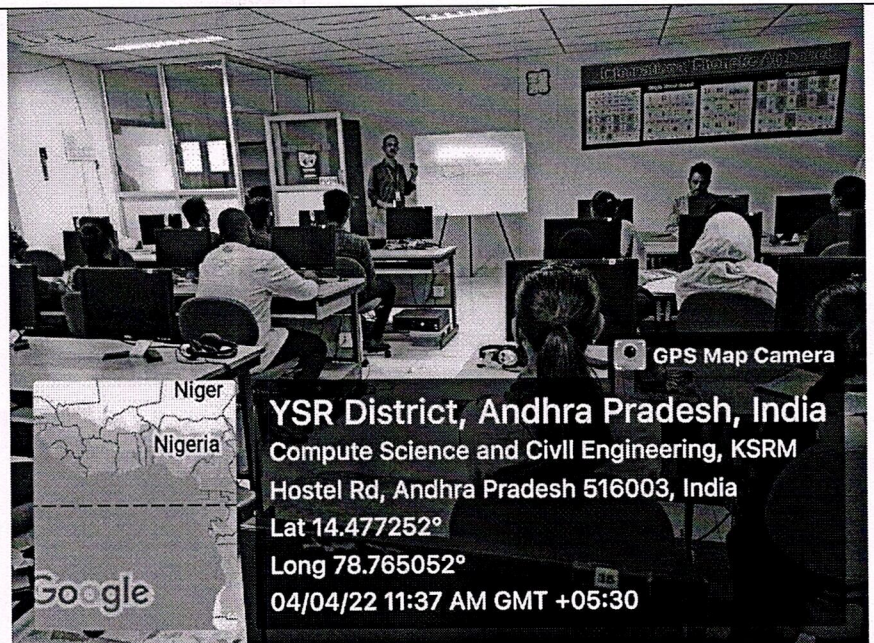 International Phonetic Alphabet
GPS Map Camera
Niger
Nigeria
Google
YSR District, Andhra Pradesh, India
Compute Science and Civil Engineering, KSRM
Hostel Rd, Andhra Pradesh 516003, India
Lat 14.477252°
Long 78.765052°
04/04/22 11:37 AM GMT +05:30